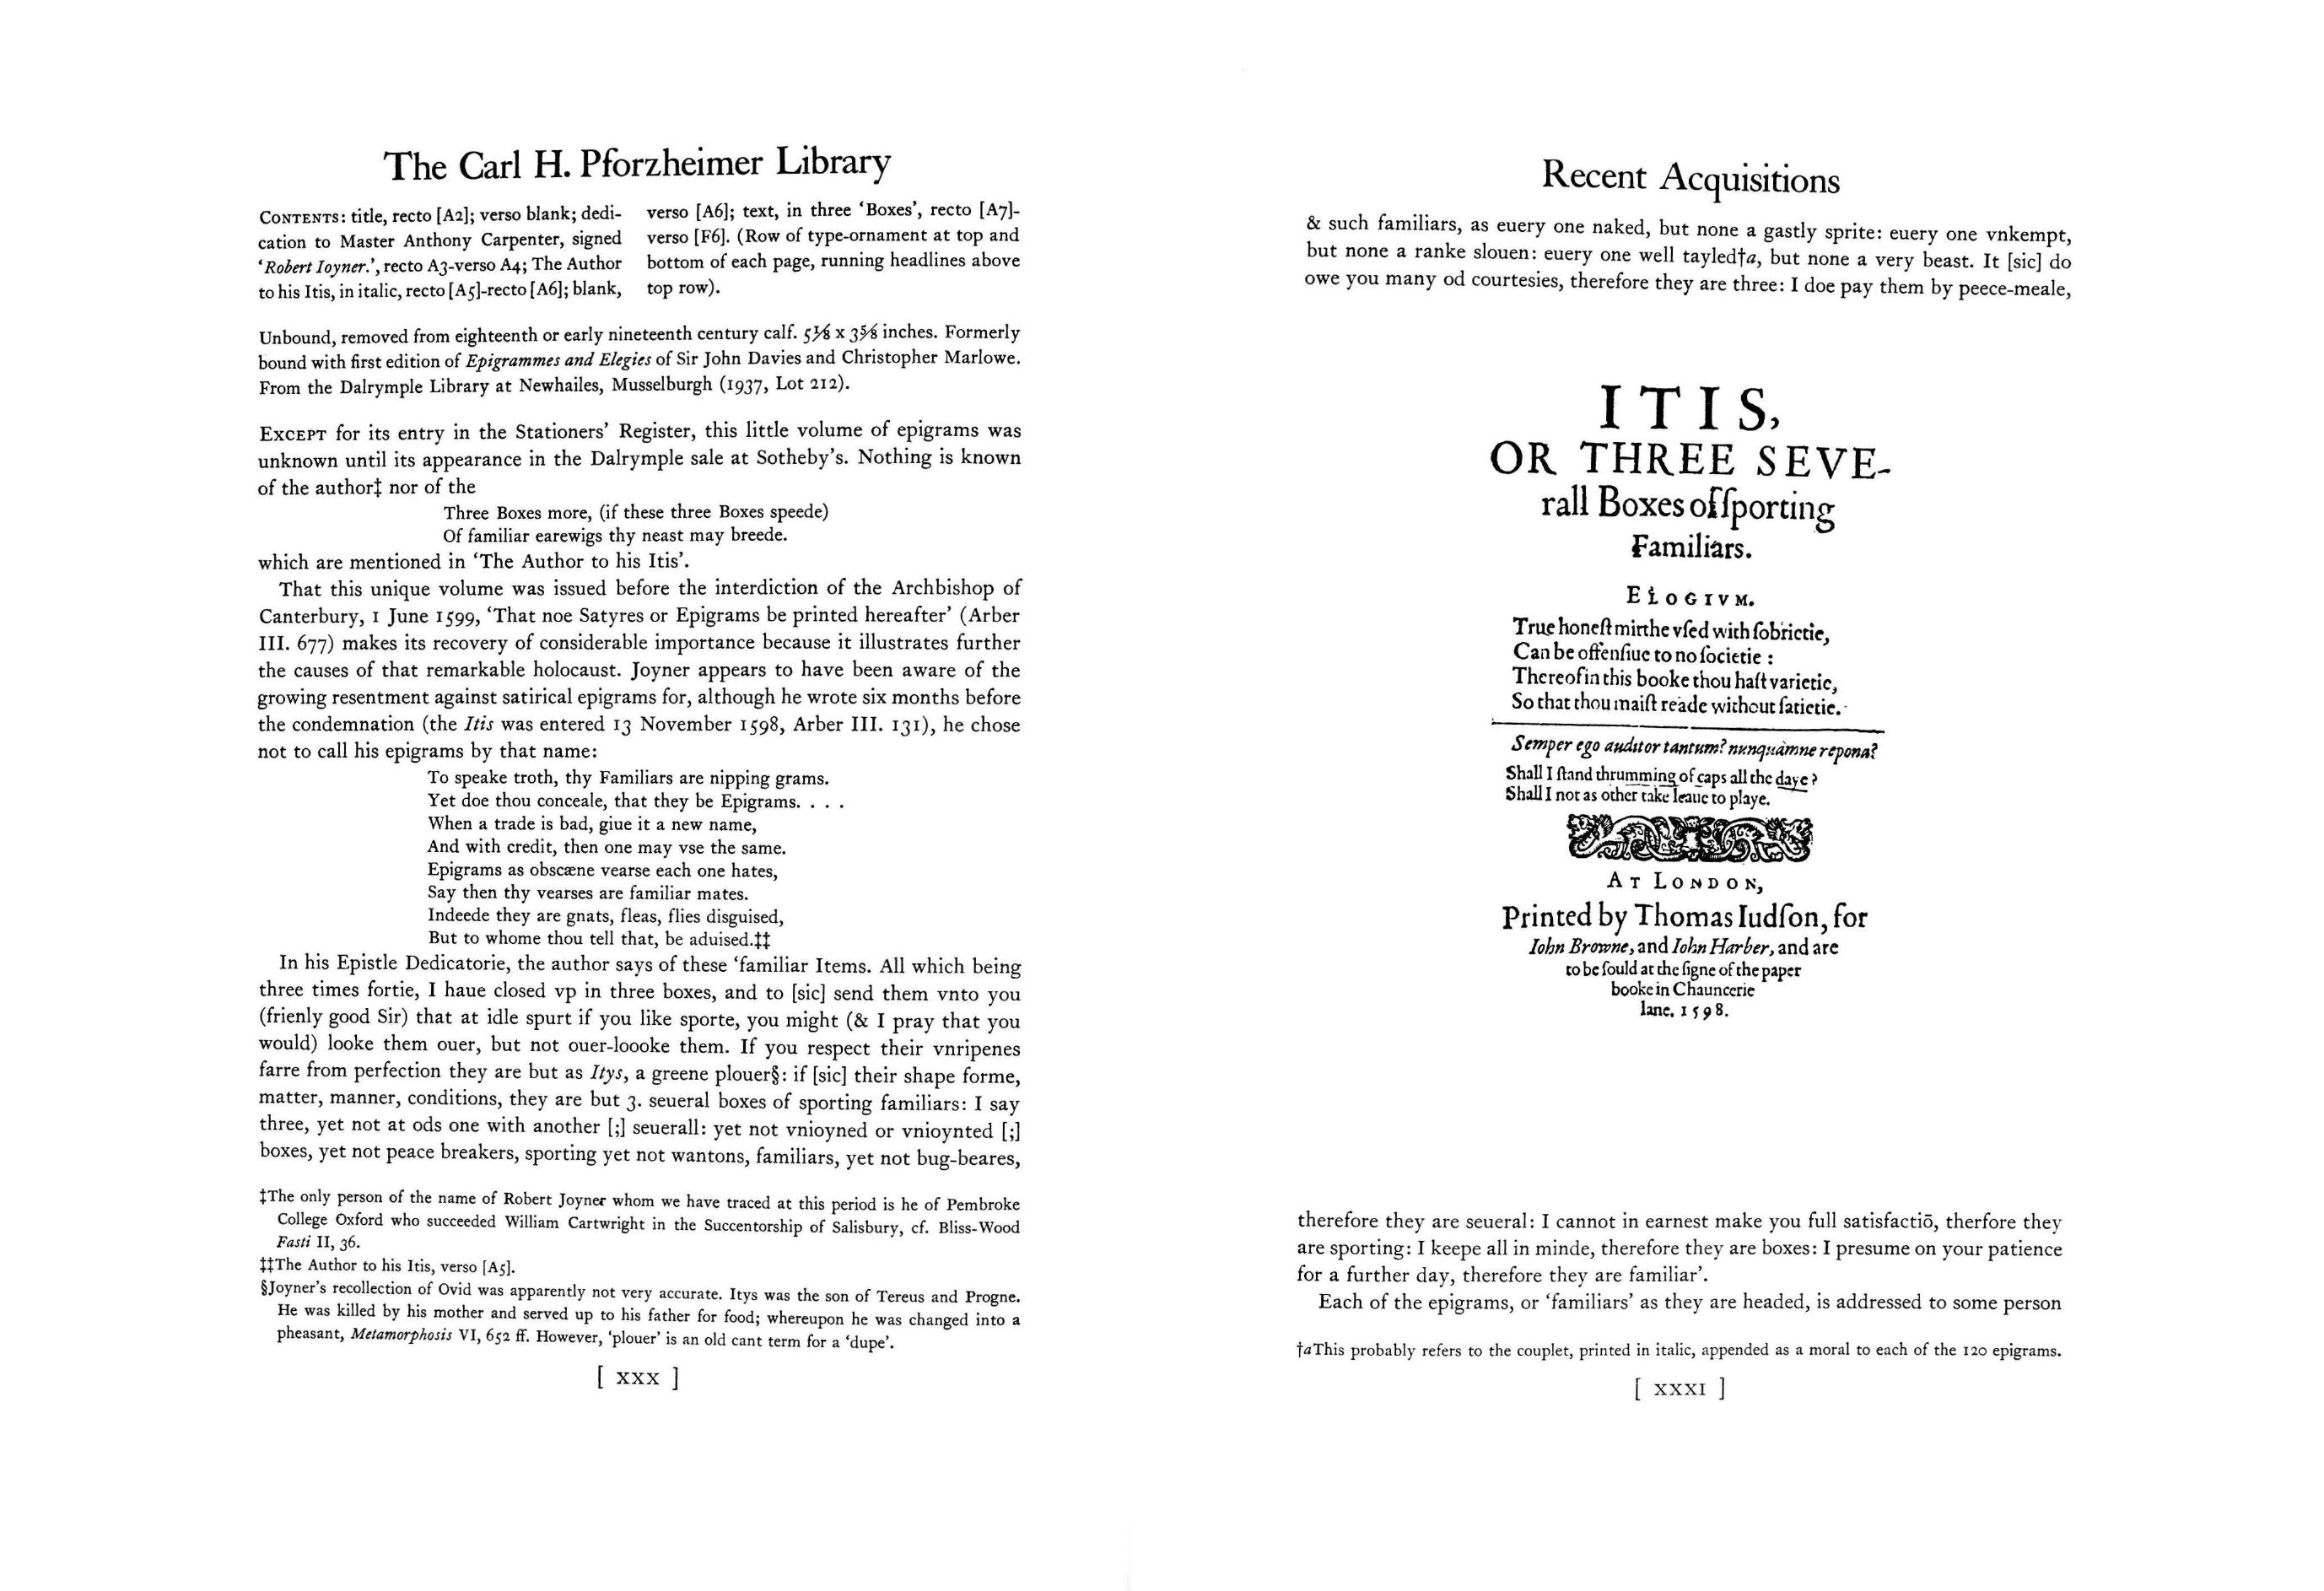 The Carl H. Pforzheimer Library
CONTENTS: title, recto [A2]; verso blank; dedi-
cation to Master Anthony Carpenter, signed
‘Robert Ioyner.’, recto A3-verso A4; The Author
to his Itis, in italic, recto [A5]-recto [A6]; blank,
verso [A6]; text, in three ‘Boxes’, recto [A7]-
verso [F6]. (Row of type-ornament at top and
bottom of each page, running headlines above
top row).
Unbound, removed from eighteenth or early nineteenth century calf. 5⅛ x 3⅝ inches. Formerly
bound with first edition of Epigrammes and Elegies of Sir John Davies and Christopher Marlowe.
From the Dalrymple Library at Newhailes, Musselburgh (1937, Lot 212).
EXCEPT for its entry in the Stationers’ Register, this little volume of epigrams was
unknown until its appearance in the Dalrymple sale at Sotheby’s. Nothing is known
of the author‡ nor of the
Three Boxes more, (if these three Boxes speede)
Of familiar earewigs thy neast may breede.
which are mentioned in ‘The Author to his Itis’.
That this unique volume was issued before the interdiction of the Archbishop of
Canterbury, 1 June 1599, ‘That noe Satyres or Epigrams be printed hereafter’ (Arber
III. 677) makes its recovery of considerable importance because it illustrates further
the causes of that remarkable holocaust. Joyner appears to have been aware of the
growing resentment against satirical epigrams for, although he wrote six months before
the condemnation (the Itis was entered 13 November 1598, Arber III. 131), he chose
not to call his epigrams by that name:
To speake troth, thy Familiars are nipping grams.
Yet doe thou conceale, that they be Epigrams. . . .
When a trade is bad, giue it a new name,
And with credit, then one may vse the same.
Epigrams as obscæne vearse each one hates,
Say then thy vearses are familiar mates.
Indeede they are gnats, fleas, flies disguised,
But to whome thou tell that, be aduised.‡‡
In his Epistle Dedicatorie, the author says of these ‘familiar Items. All which being
three times fortie, I haue closed vp in three boxes, and to [sic] send them vnto you
(frienly good Sir) that at idle spurt if you like sporte, you might (& I pray that you
would) looke them ouer, but not ouer-loooke them. If you respect their vnripenes
farre from perfection they are but as Itys, a greene plouer§: if [sic] their shape forme,
matter, manner, conditions, they are but 3. seueral boxes of sporting familiars: I say
three, yet not at ods one with another [;] seuerall: yet not vnioyned or vnioynted [;]
boxes, yet not peace breakers, sporting yet not wantons, familiars, yet not bug-beares,
‡The only person of the name of Robert Joyner whom we have traced at this period is he of Pembroke
College Oxford who succeeded William Cartwright in the Succentorship of Salisbury, cf. Bliss-Wood
Fasti II, 36.
‡‡The Author to his Itis, verso [A5].
§Joyner’s recollection of Ovid was apparently not very accurate. Itys was the son of Tereus and Progne.
He was killed by his mother and served up to his father for food; whereupon he was changed into a
pheasant, Metamorphosis VI, 652 ff. However, ‘plouer’ is an old cant term for a ‘dupe’.
[ XXX ]
Recent Acquisitions
& such familiars, as euery one naked, but none a gastly sprite: euery one vnkempt,
but none a ranke slouen: euery one well tayled†a, but none a very beast. It [sic] do
owe you many od courtesies, therefore they are three: I doe pay them by peece-meale,
ITIS,
OR THREE SEVE-
rall Boxes of ſporting
Familiars.
ELOGIVM.
True honeſt mirthe vſed with ſobrietie,
Can be offenſiue to no ſocietie :
Thereof in this booke thou haſt varietie,
So that thou maiſt reade without ſatietie.
Semper ego auditor tantum? nunquàmne repona?
Shall I ſtand thrumming of caps all the daye ?
Shall I not as other take leaue to playe.
AT LONDON,
Printed by Thomas Iudſon, for
Iohn Browne, and Iohn Harber, and are
to be ſould at the ſigne of the paper
booke in Chauncerie
lane. 1598.
therefore they are seueral: I cannot in earnest make you full satisfactiō, therfore they
are sporting: I keepe all in minde, therefore they are boxes: I presume on your patience
for a further day, therefore they are familiar’.
Each of the epigrams, or ‘familiars’ as they are headed, is addressed to some person
†aThis probably refers to the couplet, printed in italic, appended as a moral to each of the 120 epigrams.
[ XXXI ]